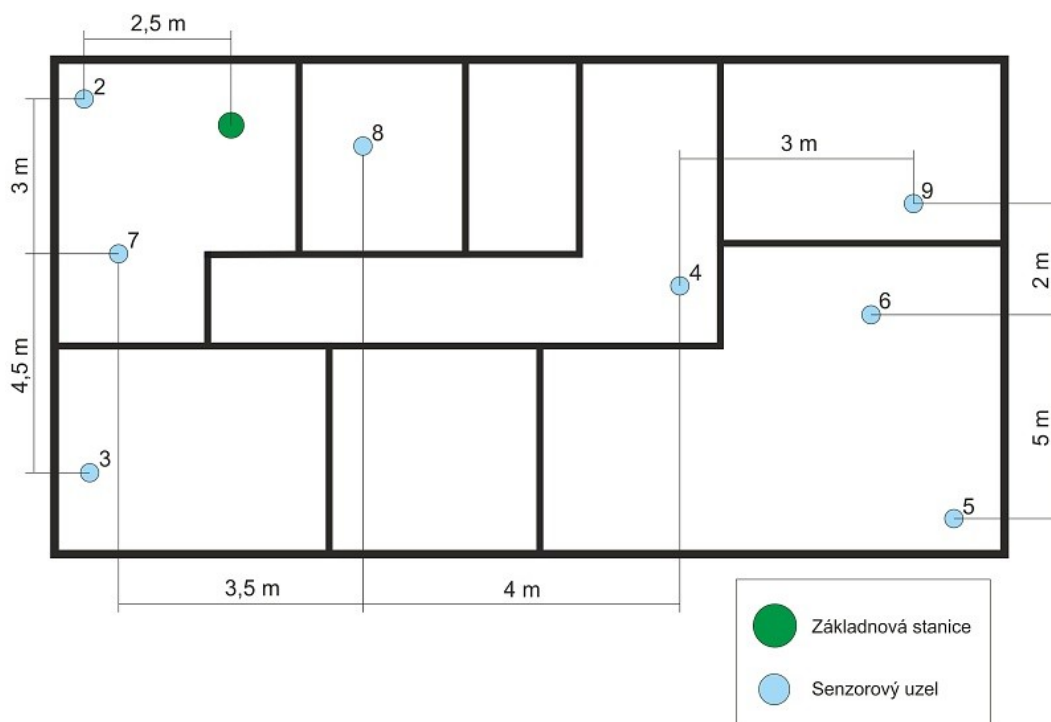 2,5 m
2
8
3 m
3 m
9
7
4
2 m
6
4,5 m
5 m
3
5
3,5 m
4 m
Základnová stanice
Senzorový uzel